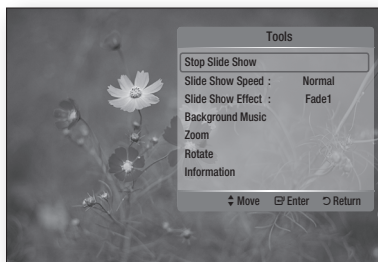 Tools
Stop Slide Show
Slide Show Speed : Normal
Slide Show Effect : Fade1
Background Music
Zoom
Rotate
Information
Move Enter Return